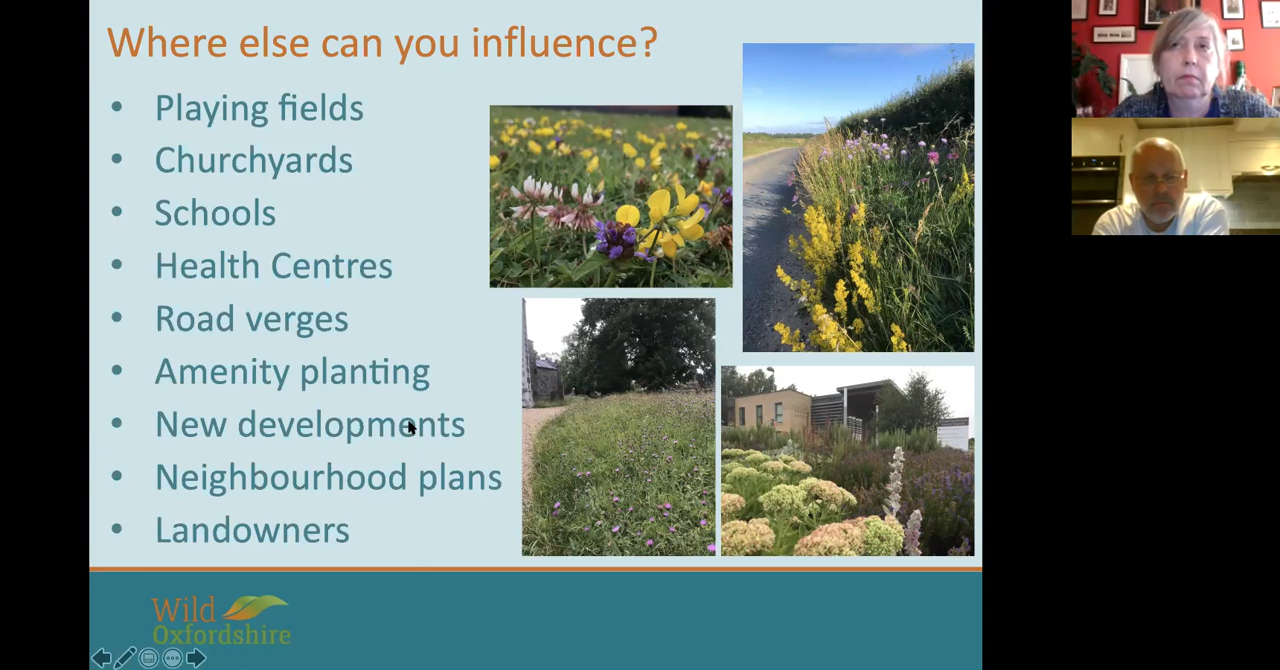 Where else can you influence?
• Playing fields
• Churchyards
• Schools
• Health Centres
• Road verges
• Amenity planting
• New developments
• Neighbourhood plans
• Landowners
Wild
Oxfordshire